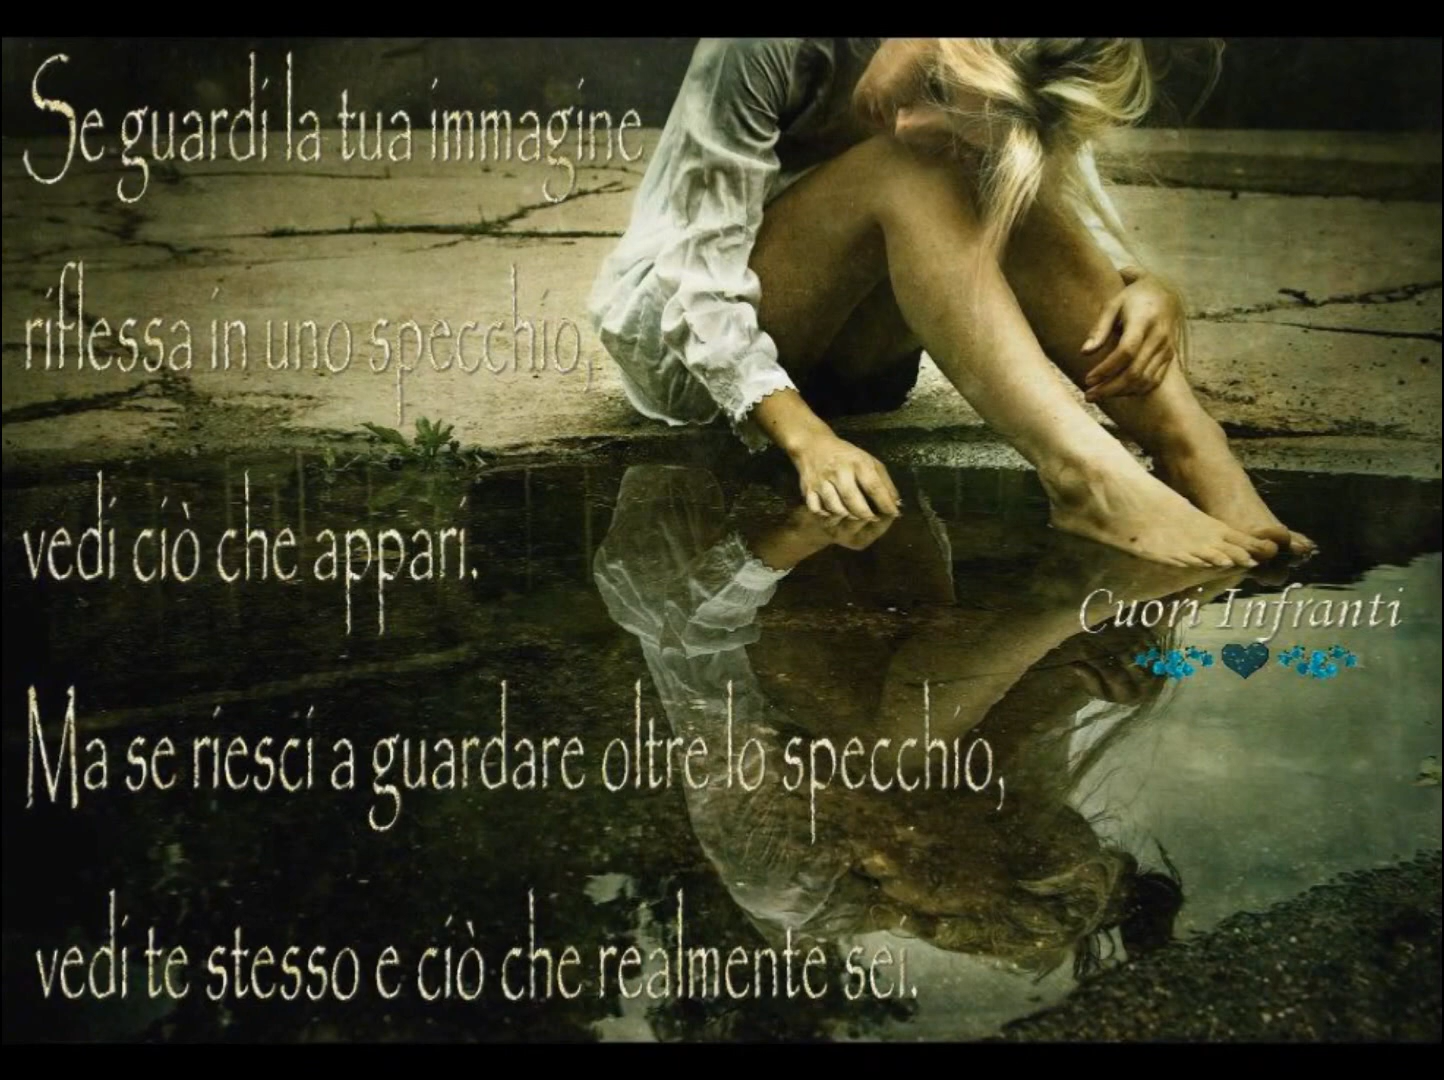 Se guardi la tua immagine
riflessa in uno specchio,
vedi ciò che appari.
Cuori Infranti
Ma se riesci a guardare oltre lo specchio,
vedi te stesso e ciò che realmente sei.